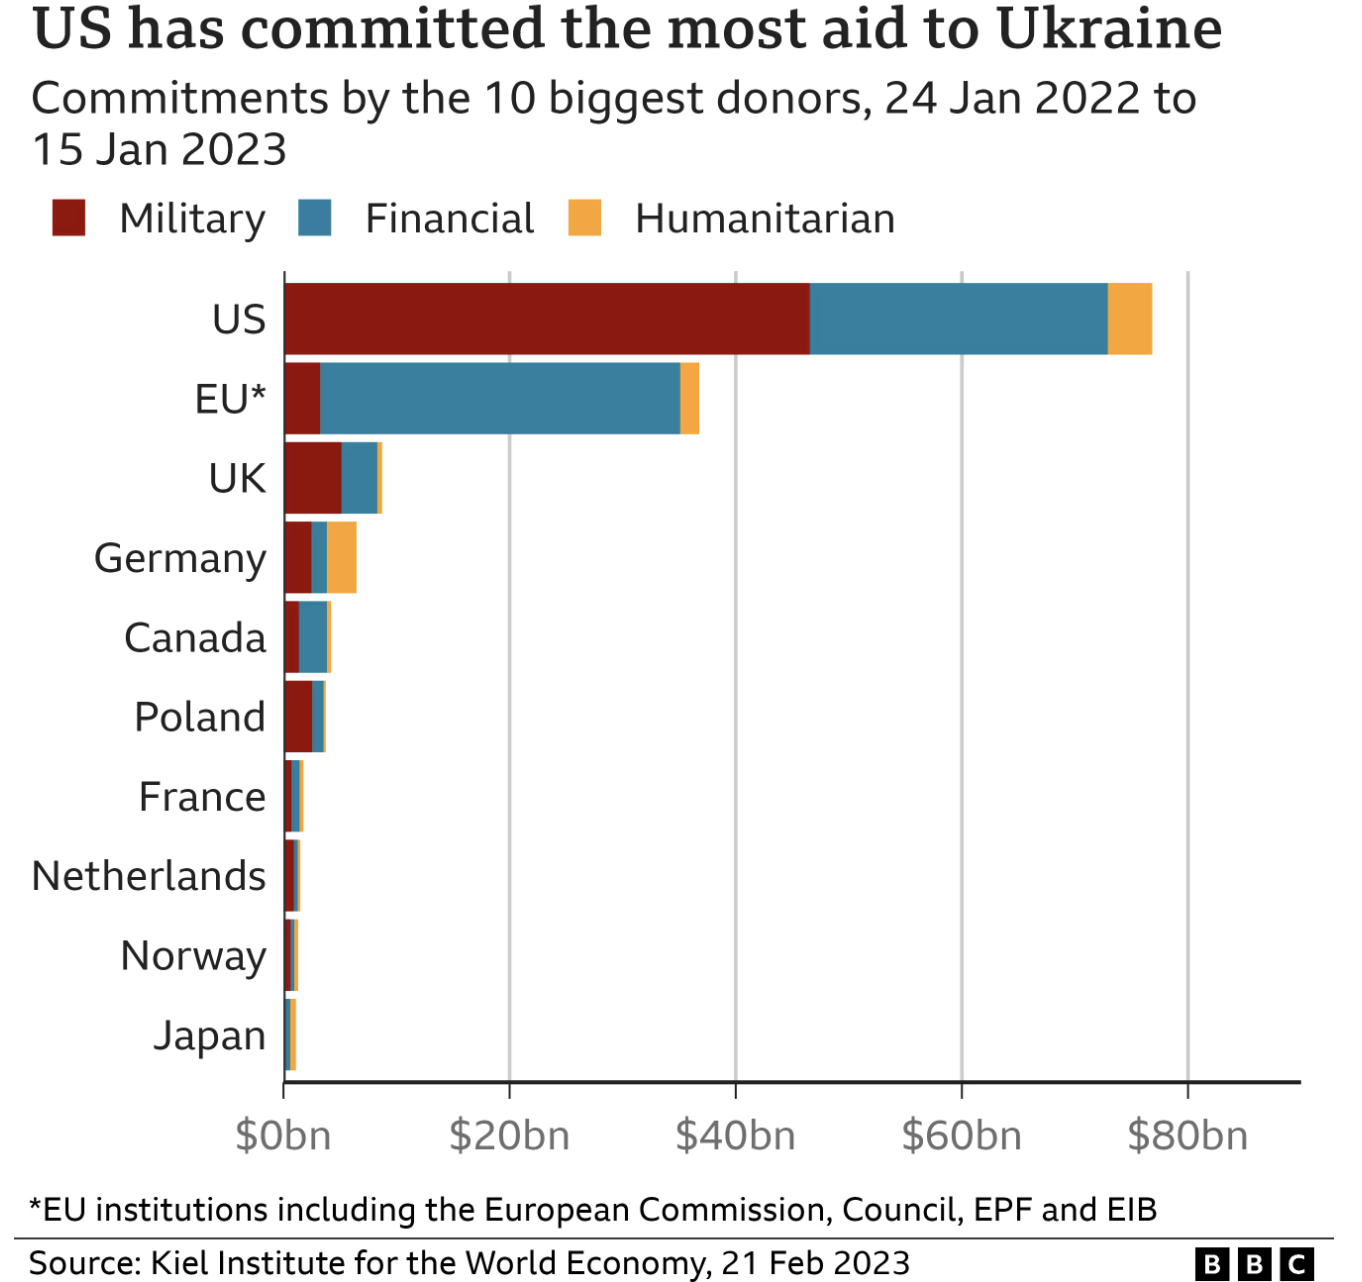 US has committed the most aid to Ukraine
Commitments by the 10 biggest donors, 24 Jan 2022 to
15 Jan 2023
Military Financial Humanitarian
US
EU*
UK
Germany
Canada
Poland
France
Netherlands
Norway
Japan
$0bn $20bn $40bn $60bn $80bn
*EU institutions including the European Commission, Council, EPF and EIB
Source: Kiel Institute for the World Economy, 21 Feb 2023
BBC